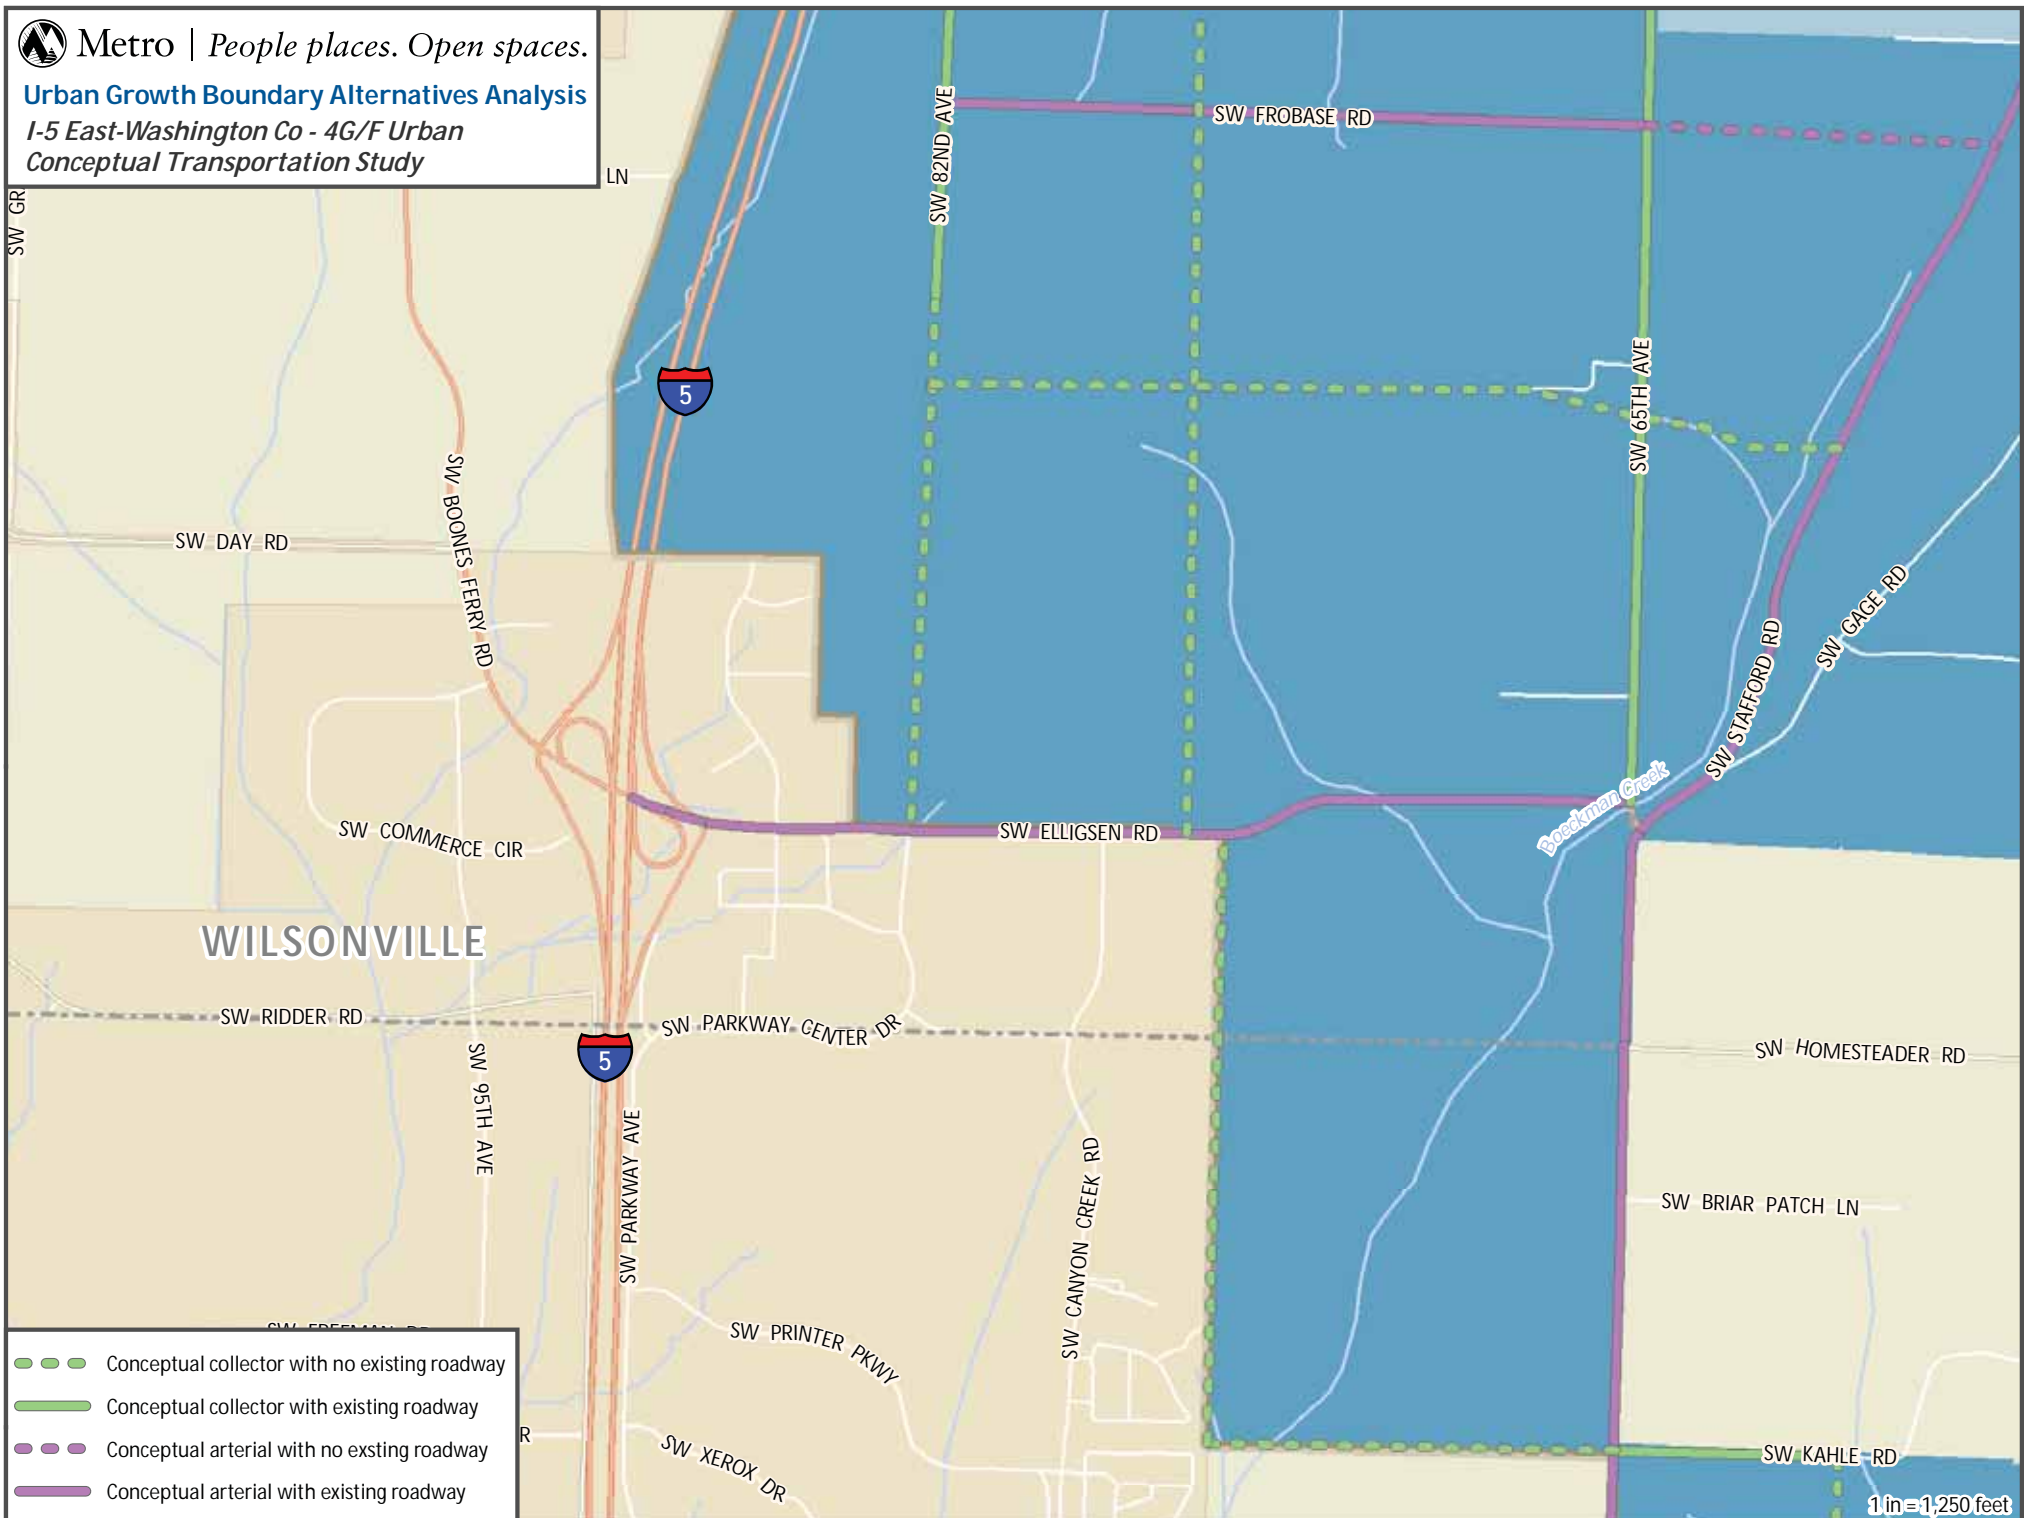 Metro | People places. Open spaces.
Urban Growth Boundary Alternatives Analysis
I-5 East-Washington Co - 4G/F Urban
Conceptual Transportation Study
LN
SW GR
SW 82ND AVE
SW FROBASE RD
5
SW 65TH AVE
SW BOONES FERRY RD
SW DAY RD
SW GAGE RD
SW STAFFORD RD
Boeckman Creek
SW COMMERCE CIR
SW ELLIGSEN RD
WILSONVILLE
SW RIDDER RD
SW PARKWAY CENTER DR
5
SW HOMESTEADER RD
SW 95TH AVE
SW PARKWAY AVE
SW CANYON CREEK RD
SW BRIAR PATCH LN
SW PRINTER PKWY
SW FREEMAN DR
R
SW XEROX DR
SW KAHLE RD
Conceptual collector with no existing roadway
Conceptual collector with existing roadway
Conceptual arterial with no exsting roadway
Conceptual arterial with existing roadway
1 in = 1,250 feet